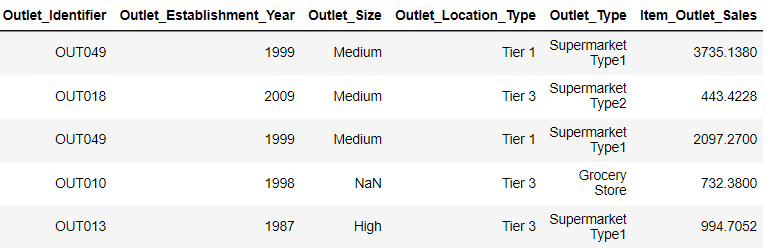 Outlet_Identifier Outlet_Establishment_Year Outlet_Size Outlet_Location_Type Outlet_Type Item_Outlet_Sales
OUT049 1999 Medium Tier 1 Supermarket Type1 3735.1380
OUT018 2009 Medium Tier 3 Supermarket Type2 443.4228
OUT049 1999 Medium Tier 1 Supermarket Type1 2097.2700
OUT010 1998 NaN Tier 3 Grocery Store 732.3800
OUT013 1987 High Tier 3 Supermarket Type1 994.7052